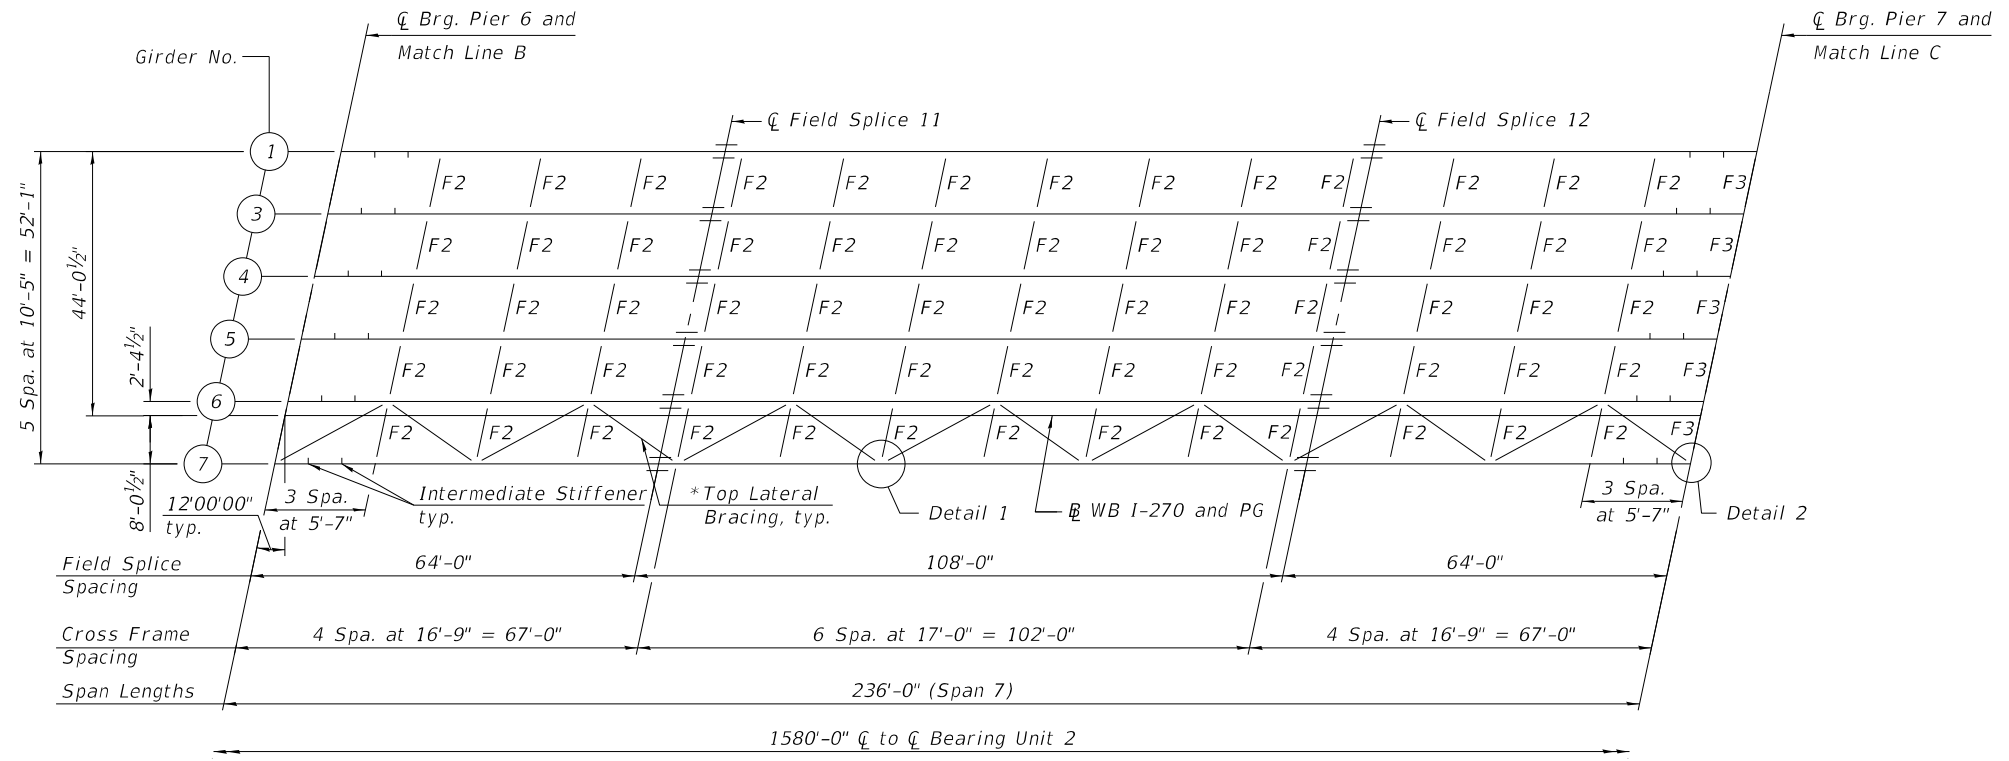 ℄ Brg. Pier 6 and
Match Line B
℄ Brg. Pier 7 and
Match Line C
Girder No.
℄ Field Splice 11
℄ Field Splice 12
1
F2 F2 F2 F2 F2 F2 F2 F2 F2 F2 F2 F2 F2 F3
3
F2 F2 F2 F2 F2 F2 F2 F2 F2 F2 F2 F2 F2 F3
4
F2 F2 F2 F2 F2 F2 F2 F2 F2 F2 F2 F2 F2 F3
5
F2 F2 F2 F2 F2 F2 F2 F2 F2 F2 F2 F2 F2 F3
6
F2 F2 F2 F2 F2 F2 F2 F2 F2 F2 F2 F2 F2 F3
7
5 Spa. at 10'-5" = 52'-1"
44'-0½"
2'-4½"
8'-0½"
12°00'00"
typ.
3 Spa.
at 5'-7"
Intermediate Stiffener
typ.
*Top Lateral
Bracing, typ.
Detail 1
B WB I-270 and PG
3 Spa.
at 5'-7"
Detail 2
Field Splice
Spacing
64'-0"
108'-0"
64'-0"
Cross Frame
Spacing
4 Spa. at 16'-9" = 67'-0"
6 Spa. at 17'-0" = 102'-0"
4 Spa. at 16'-9" = 67'-0"
Span Lengths
236'-0" (Span 7)
1580'-0" ℄ to ℄ Bearing Unit 2